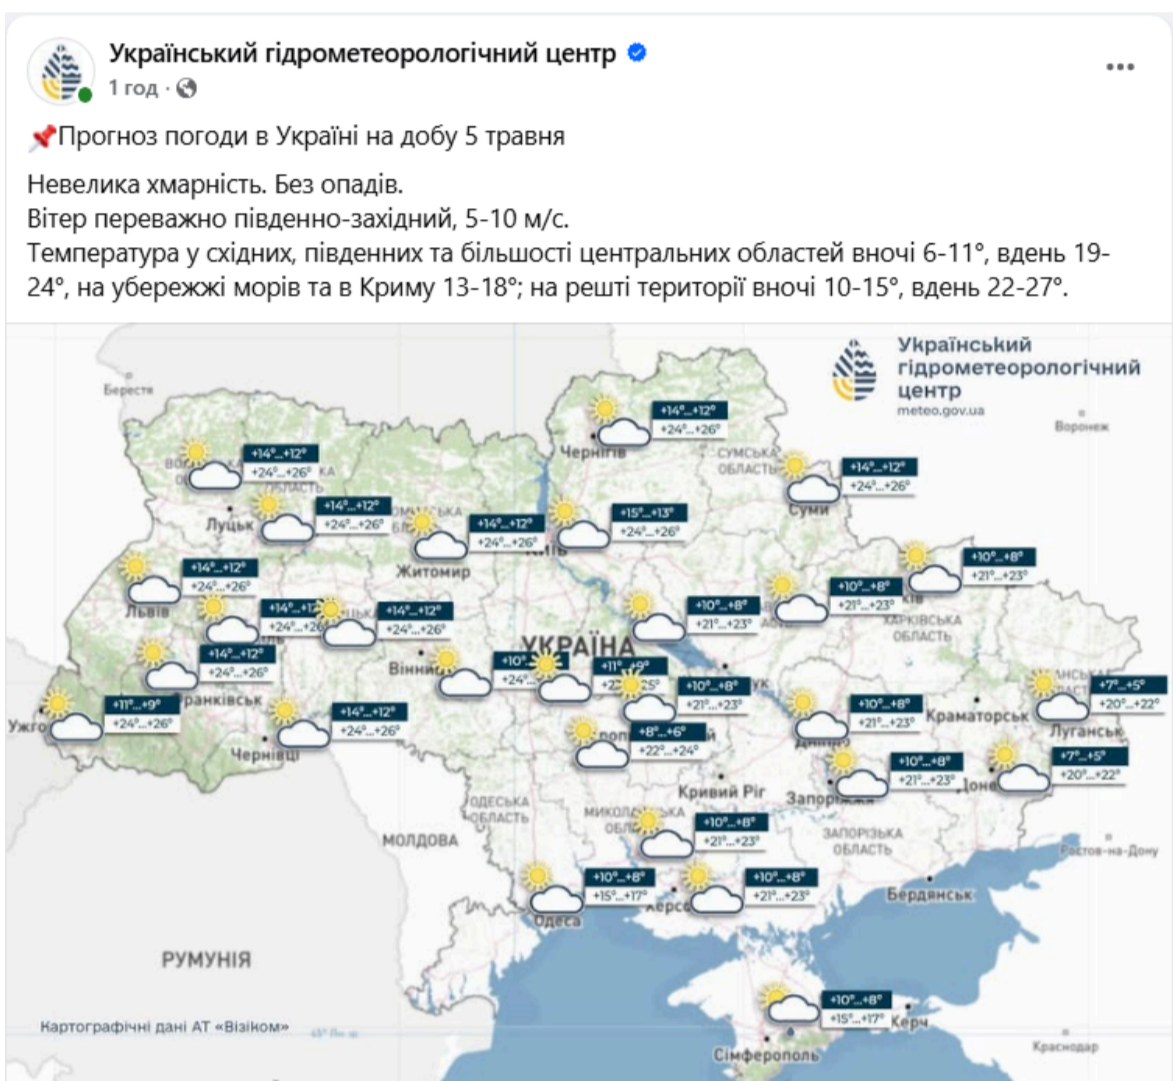 Український гідрометеорологічний центр
1 год ·
Прогноз погоди в Україні на добу 5 травня
Невелика хмарність. Без опадів.
Вітер переважно південно-західний, 5-10 м/с.
Температура у східних, південних та більшості центральних областей вночі 6-11°, вдень 19-
24°, на убережжі морів та в Криму 13-18°; на решті території вночі 10-15°, вдень 22-27°.
Український
гідрометеорологічний
центр
meteo.gov.ua
Берестя
Воронеж
+14°...+12°
+24°...+26°
Чернігів
СУМСЬКА
ОБЛАСТЬ
+14°...+12°
+24°...+26°
+14°...+12°
+24°...+26°
Суми
Луцьк
+14°...+12°
+24°...+26°
+14°...+12°
+24°...+26°
Житомир
+15°...+13°
+24°...+26°
Київ
+10°...+8°
+21°...+23°
ХАРКІВСЬКА
ОБЛАСТЬ
+14°...+12°
+24°...+26°
Львів
+14°...+12°
+24°...+26°
+10°...+8°
+21°...+23°
+10°...+8°
+21°...+23°
УКРАЇНА
+14°...+12°
+24°...+26°
+10°
+24°
+11°...+9°
+10°...+8°
+21°...+23°
+7°...+5°
+20°...+22°
Луганськ
+11°...+9°
+24°...+26°
+14°...+12°
+24°...+26°
Чернівці
+8°...+6°
+22°...+24°
+10°...+8°
+21°...+23°
Дніпро
Краматорськ
+7°...+5°
+20°...+22°
+10°...+8°
+21°...+23°
Запоріжжя
Кривий Ріг
ОДЕСЬКА
ОБЛАСТЬ
МОЛДОВА
+10°...+8°
+21°...+23°
ЗАПОРІЗЬКА
ОБЛАСТЬ
Ростов-на-Дону
+10°...+8°
+15°...+17°
Одеса
+10°...+8°
+21°...+23°
Бердянськ
РУМУНІЯ
+10°...+8°
+15°...+17°
Керч
Картографічні дані АТ «Візіком»
Сімферополь
Краснодар